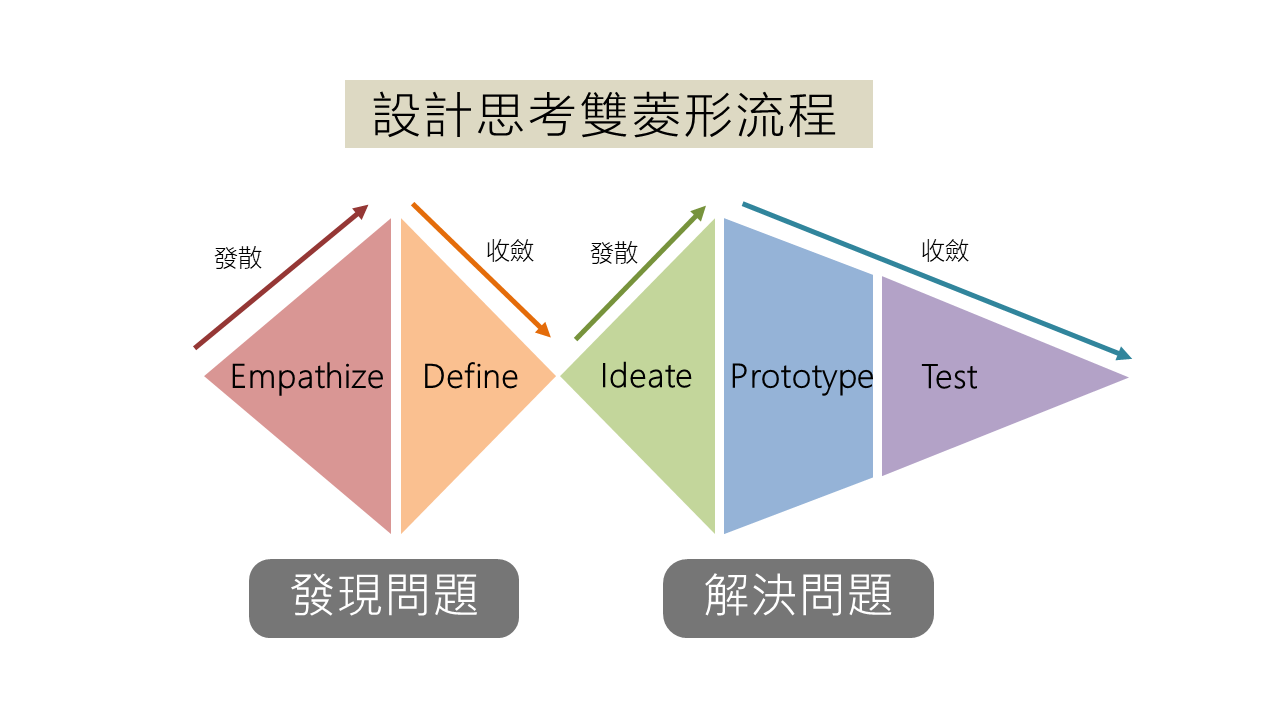 設計思考雙菱形流程
發散
收斂
發散
收斂
Empathize
Define
Ideate
Prototype
Test
發現問題
解決問題